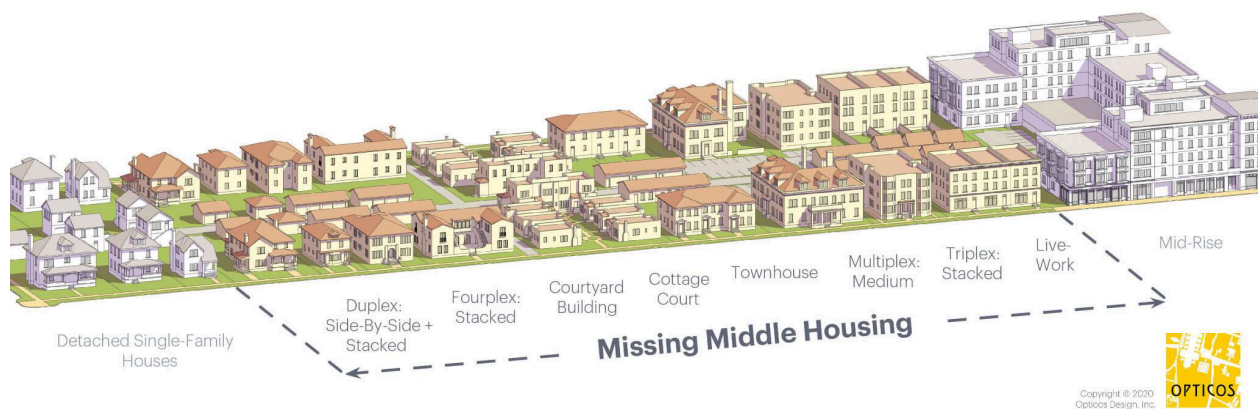 Detached Single-Family
Houses
Duplex:
Side-By-Side +
Stacked
Fourplex:
Stacked
Courtyard
Building
Cottage
Court
Townhouse
Multiplex:
Medium
Triplex:
Stacked
Live-
Work
Mid-Rise
Missing Middle Housing
Copyright © 2020
Opticos Design, Inc.
OPTICOS